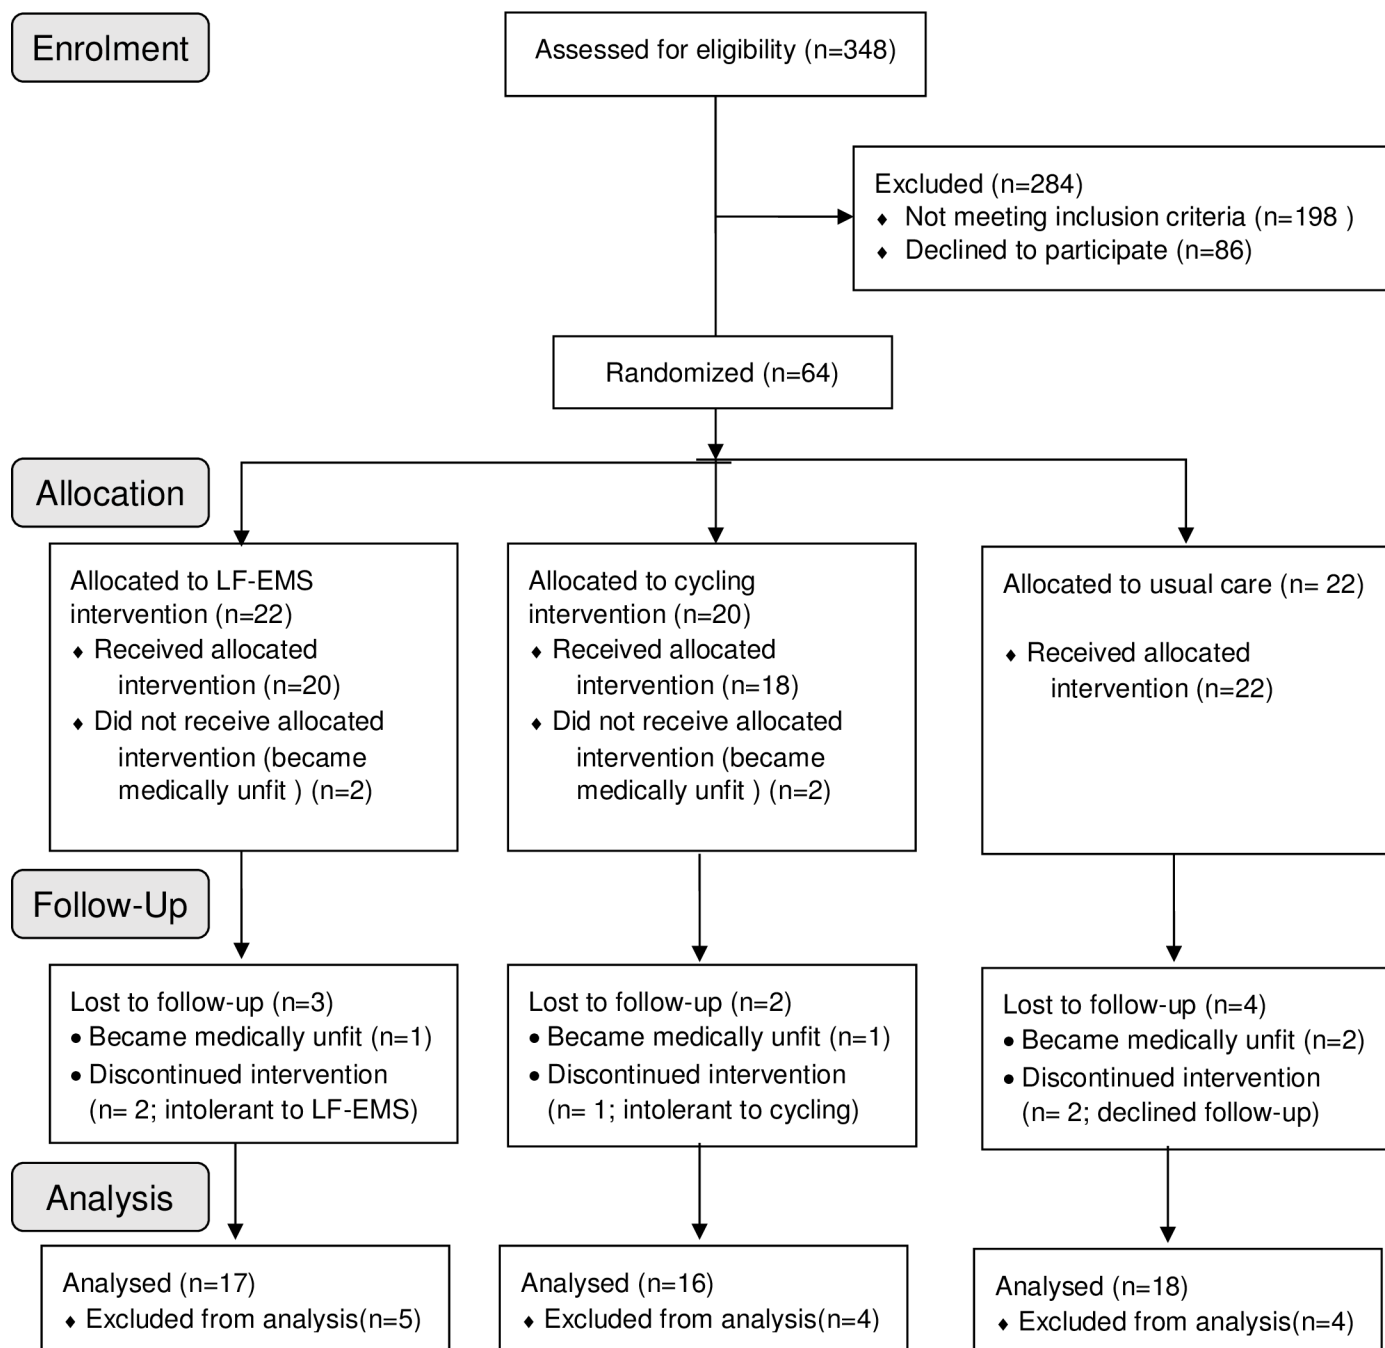 Enrolment
Assessed for eligibility (n=348)
Excluded (n=284)
♦ Not meeting inclusion criteria (n=198 )
♦ Declined to participate (n=86)
Randomized (n=64)
Allocation
Allocated to LF-EMS
intervention (n=22)
♦ Received allocated
intervention (n=20)
♦ Did not receive allocated
intervention (became
medically unfit ) (n=2)
Allocated to cycling
intervention (n=20)
♦ Received allocated
intervention (n=18)
♦ Did not receive allocated
intervention (became
medically unfit ) (n=2)
Allocated to usual care (n= 22)
♦ Received allocated
intervention (n=22)
Follow-Up
Lost to follow-up (n=3)
• Became medically unfit (n=1)
• Discontinued intervention
(n= 2; intolerant to LF-EMS)
Lost to follow-up (n=2)
• Became medically unfit (n=1)
• Discontinued intervention
(n= 1; intolerant to cycling)
Lost to follow-up (n=4)
• Became medically unfit (n=2)
• Discontinued intervention
(n= 2; declined follow-up)
Analysis
Analysed (n=17)
♦ Excluded from analysis(n=5)
Analysed (n=16)
♦ Excluded from analysis(n=4)
Analysed (n=18)
♦ Excluded from analysis(n=4)